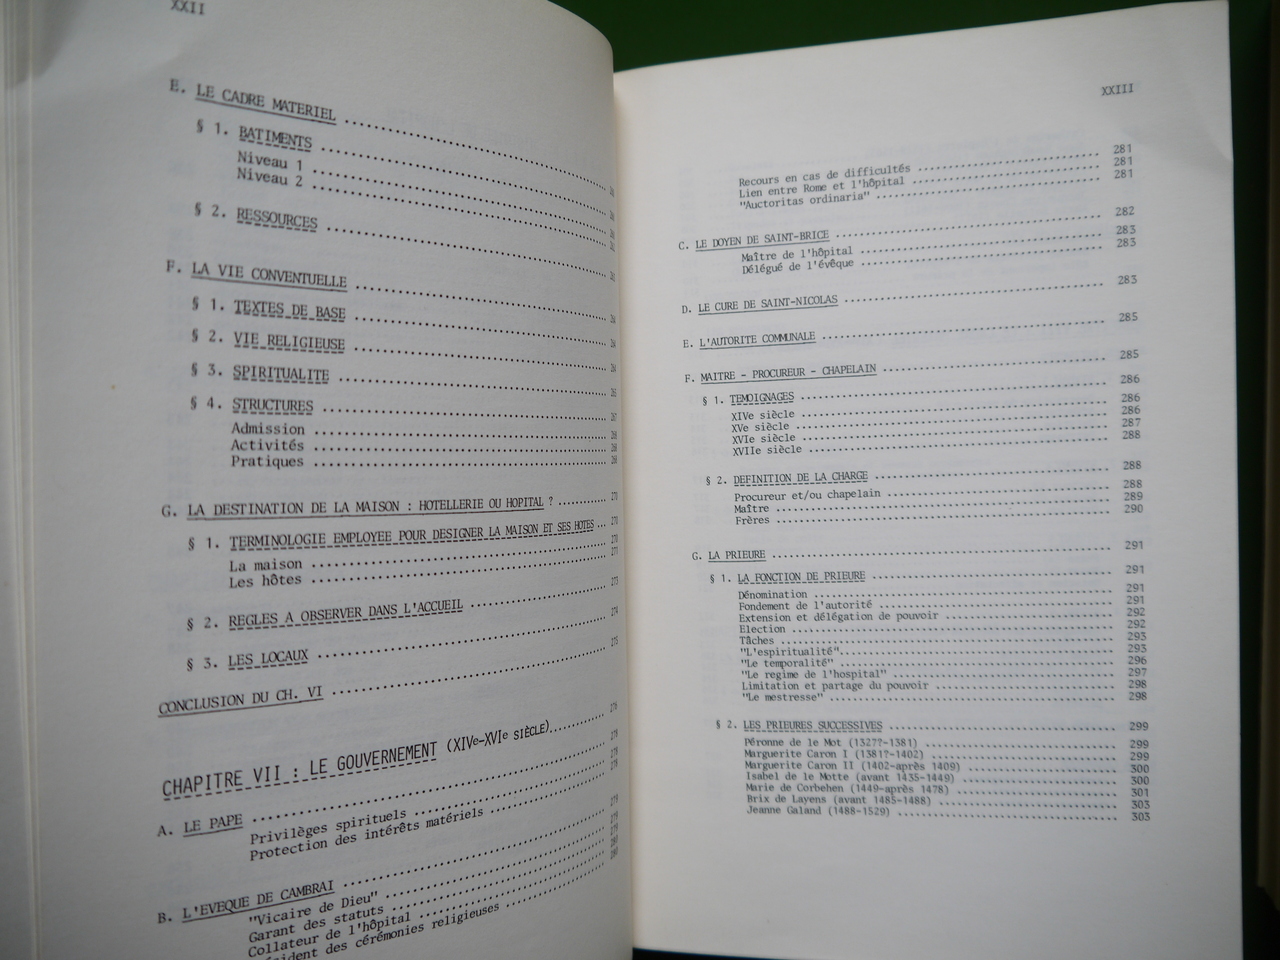 XXII
E. LE CADRE MATERIEL
§ 1. BATIMENTS
Niveau 1
Niveau 2
§ 2. RESSOURCES
F. LA VIE CONVENTUELLE
§ 1. TEXTES DE BASE
§ 2. VIE RELIGIEUSE
§ 3. SPIRITUALITE
§ 4. STRUCTURES
Admission
Activités
Pratiques
G. LA DESTINATION DE LA MAISON : HOTELLERIE OU HOPITAL ?
§ 1. TERMINOLOGIE EMPLOYEE POUR DESIGNER LA MAISON ET SES HOTES ... 270
La maison 270
Les hôtes 271
§ 2. REGLES A OBSERVER DANS L'ACCUEIL 273
§ 3. LES LOCAUX 274
CONCLUSION DU CH. VI 275
CHAPITRE VII : LE GOUVERNEMENT (XIVe-XVIe SIÈCLE) 278
A. LE PAPE 278
Privilèges spirituels
Protection des intérêts matériels
B. L'EVEQUE DE CAMBRAI 279
"Vicaire de Dieu"
Garant des statuts
Collateur de l'hôpital
des cérémonies religieuses
XXIII
Recours en cas de difficultés 281
Lien entre Rome et l'hôpital 281
"Auctoritas ordinaria" 281
C. LE DOYEN DE SAINT-BRICE 282
Maître de l'hôpital 283
Délégué de l'évêque 283
D. LE CURE DE SAINT-NICOLAS 283
E. L'AUTORITE COMMUNALE 285
F. MAITRE - PROCUREUR - CHAPELAIN 285
§ 1. TEMOIGNAGES 286
XIVe siècle 286
XVe siècle 286
XVIe siècle 287
XVIIe siècle 288
§ 2. DEFINITION DE LA CHARGE 288
Procureur et/ou chapelain 288
Maître 289
Frères 290
G. LA PRIEURE 291
§ 1. LA FONCTION DE PRIEURE 291
Dénomination 291
Fondement de l'autorité 291
Extension et délégation de pouvoir 292
Election 292
Tâches 293
"L'espiritualité" 293
"Le temporalité" 296
"Le regime de l'hospital" 297
Limitation et partage du pouvoir 298
"Le mestresse" 298
§ 2. LES PRIEURES SUCCESSIVES 299
Péronne de le Mot (1327?-1381) 299
Marguerite Caron I (1381?-1402) 299
Marguerite Caron II (1402-après 1409) 300
Isabel de le Motte (avant 1435-1449) 300
Marie de Corbehen (1449-après 1478) 301
Brix de Layens (avant 1485-1488) 303
Jeanne Galand (1488-1529) 303